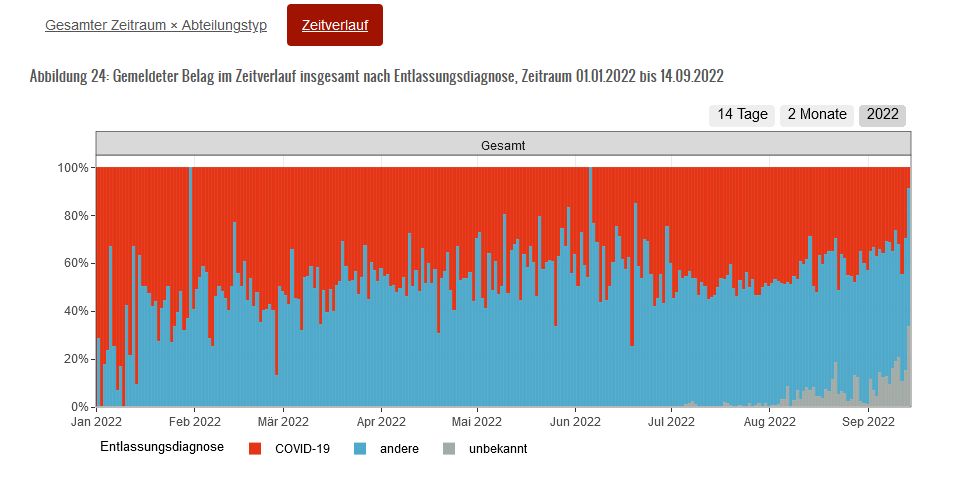 Gesamter Zeitraum × Abteilungstyp
Zeitverlauf
Abbildung 24: Gemeldeter Belag im Zeitverlauf insgesamt nach Entlassungsdiagnose, Zeitraum 01.01.2022 bis 14.09.2022
14 Tage
2 Monate
2022
Gesamt
100%
80%
60%
40%
20%
0%
Jan 2022
Feb 2022
Mär 2022
Apr 2022
Mai 2022
Jun 2022
Jul 2022
Aug 2022
Sep 2022
Entlassungsdiagnose
COVID-19
andere
unbekannt